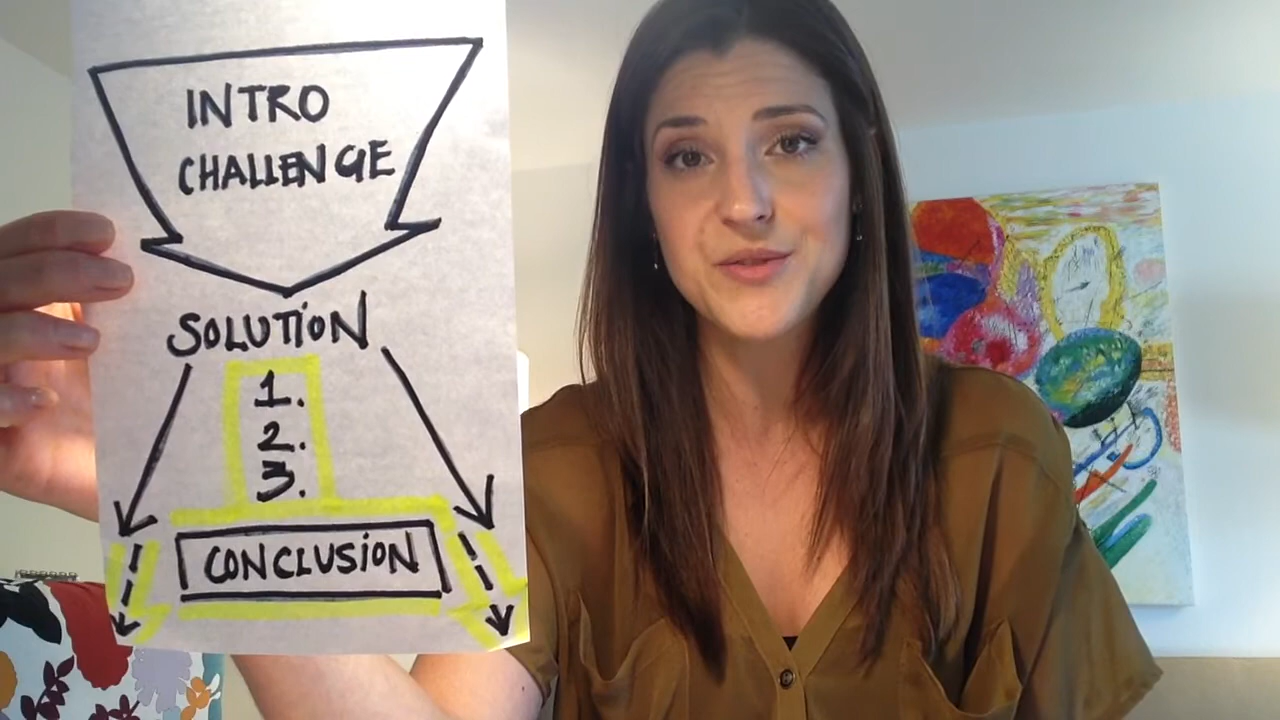 INTRO
CHALLENGE
SOLUTION
1.
2.
3.
CONCLUSION